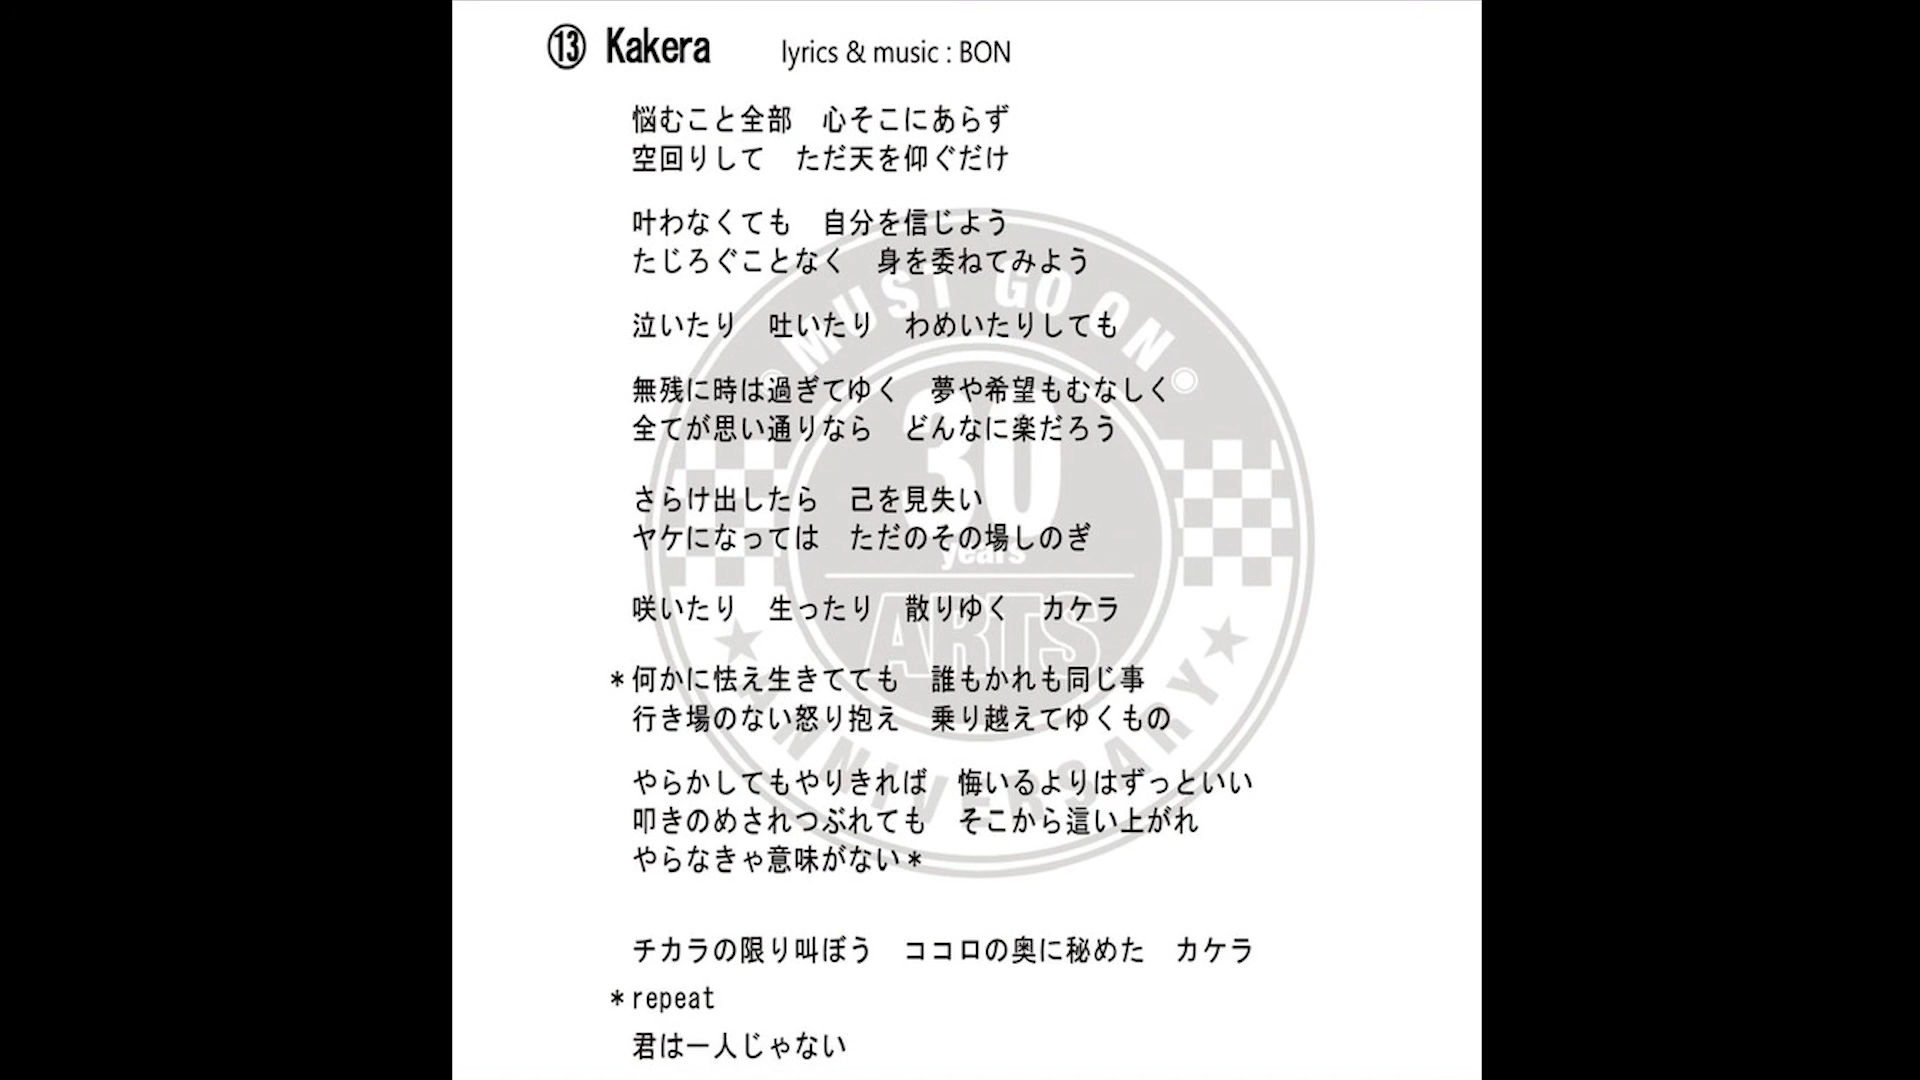 ⑬ Kakera lyrics & music : BON
悩むこと全部　心そこにあらず
空回りして　ただ天を仰ぐだけ
叶わなくても　自分を信じよう
たじろぐことなく　身を委ねてみよう
泣いたり　吐いたり　わめいたりしても
無残に時は過ぎてゆく　夢や希望もむなしく
全てが思い通りなら　どんなに楽だろう
さらけ出したら　己を見失い
ヤケになっては　ただのその場しのぎ
咲いたり　生ったり　散りゆく　カケラ
*何かに怯え生きてても　誰もかれも同じ事
行き場のない怒り抱え　乗り越えてゆくもの
やらかしてもやりきれば　悔いるよりはずっといい
叩きのめされつぶれても　そこから這い上がれ
やらなきゃ意味がない*
チカラの限り叫ぼう　ココロの奥に秘めた　カケラ
*repeat
君は一人じゃない
MUST GO ON
30
years
ARTS
ANNIVERSARY